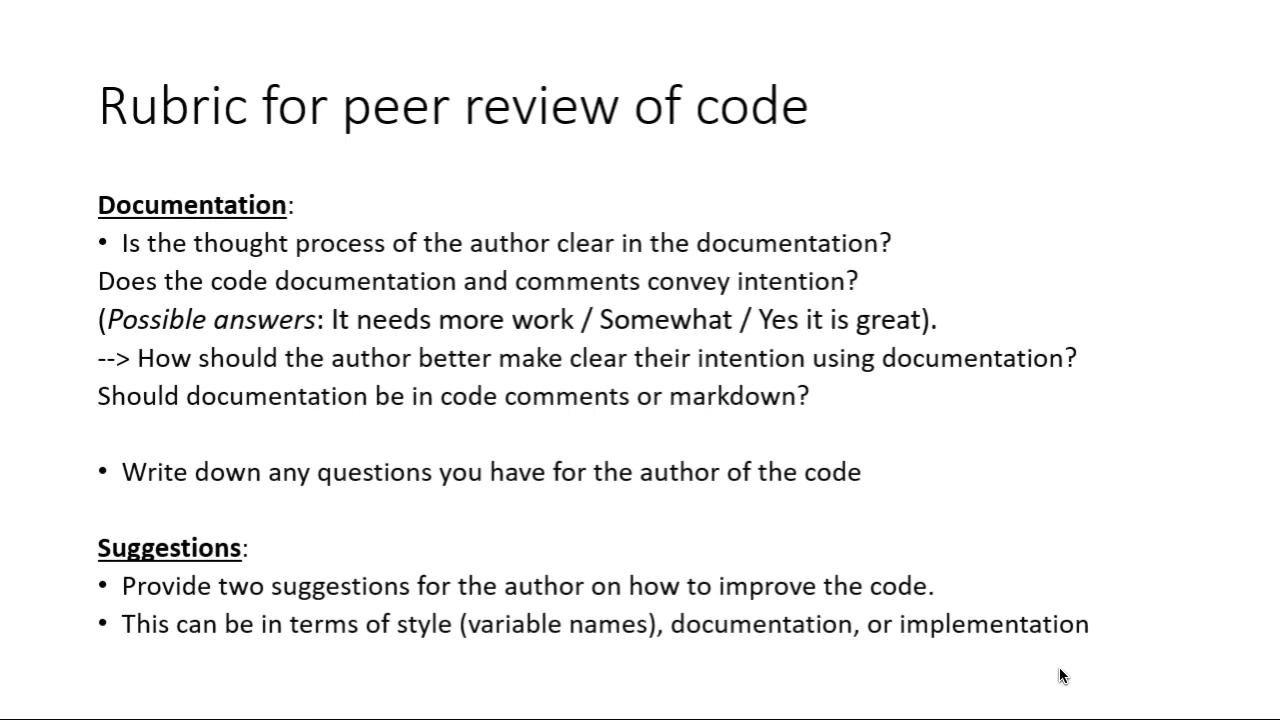 Rubric for peer review of code
Documentation:
• Is the thought process of the author clear in the documentation?
Does the code documentation and comments convey intention?
(Possible answers: It needs more work / Somewhat / Yes it is great).
--> How should the author better make clear their intention using documentation?
Should documentation be in code comments or markdown?
• Write down any questions you have for the author of the code
Suggestions:
• Provide two suggestions for the author on how to improve the code.
• This can be in terms of style (variable names), documentation, or implementation